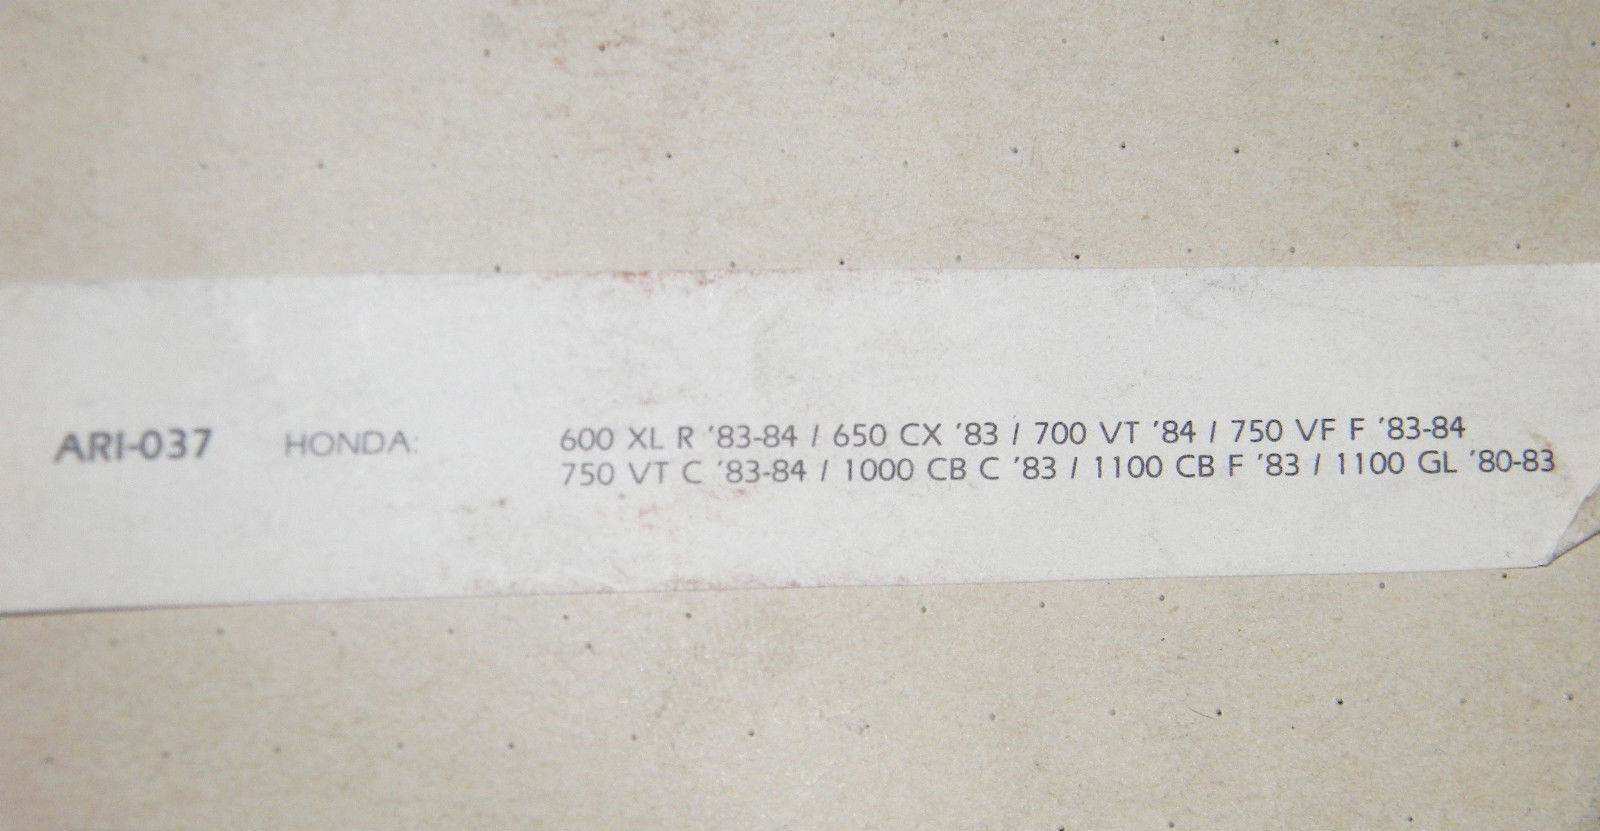 ARI-037 HONDA: 600 XL R '83-84 / 650 CX '83 / 700 VT '84 / 750 VF F '83-84
750 VT C '83-84 / 1000 CB C '83 / 1100 CB F '83 / 1100 GL '80-83